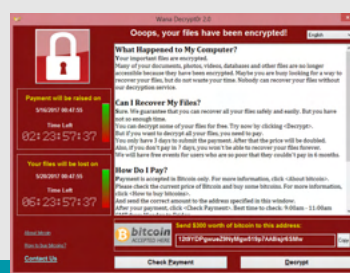 Wana Decrypt0r 2.0
Ooops, your files have been encrypted!
English
What Happened to My Computer?
Your important files are encrypted.
Many of your documents, photos, videos, databases and other files are no longer
accessible because they have been encrypted. Maybe you are busy looking for a way to
recover your files, but do not waste your time. Nobody can recover your files without
our decryption service.
Can I Recover My Files?
Sure. We guarantee that you can recover all your files safely and easily. But you have
not so enough time.
You can decrypt some of your files for free. Try now by clicking <Decrypt>.
But if you want to decrypt all your files, you need to pay.
You only have 3 days to submit the payment. After that the price will be doubled.
Also, if you don't pay in 7 days, you won't be able to recover your files forever.
We will have free events for users who are so poor that they couldn't pay in 6 months.
How Do I Pay?
Payment is accepted in Bitcoin only. For more information, click <About bitcoin>.
Please check the current price of Bitcoin and buy some bitcoins. For more information,
click <How to buy bitcoins>.
And send the correct amount to the address specified in this window.
After your payment, click <Check Payment>. Best time to check: 9:00am - 11:00am
Payment will be raised on
5/16/2017 00:47:55
Time Left
02:23:57:37
Your files will be lost on
5/20/2017 00:47:55
Time Left
06:23:57:37
About bitcoin
How to buy bitcoins?
Contact Us
bitcoin
ACCEPTED HERE
Send $300 worth of bitcoin to this address:
Copy
Check Payment
Decrypt